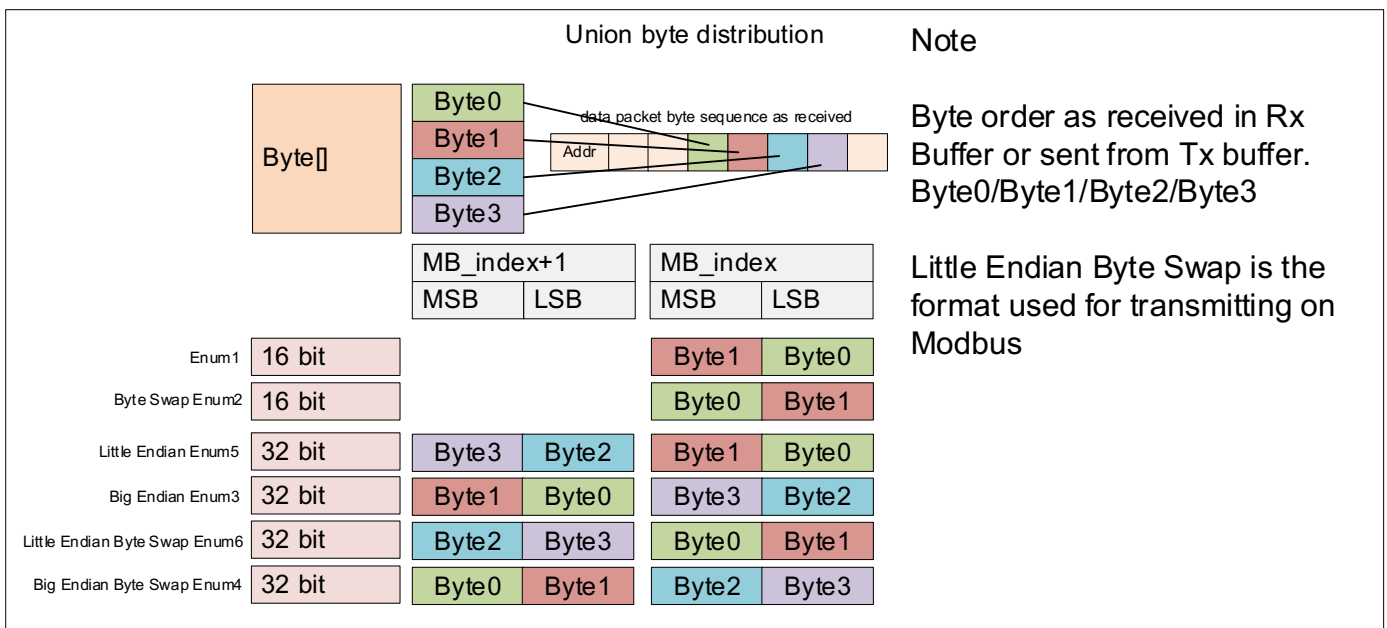 Union byte distribution
Note
Byte[]
Byte0
Byte1
Byte2
Byte3
data packet byte sequence as received
Addr
Byte order as received in Rx
Buffer or sent from Tx buffer.
Byte0/Byte1/Byte2/Byte3
Little Endian Byte Swap is the
format used for transmitting on
Modbus
MB_index+1 MB_index
MSB LSB MSB LSB
Enum1 16 bit Byte1 Byte0
Byte Swap Enum2 16 bit Byte0 Byte1
Little Endian Enum5 32 bit Byte3 Byte2 Byte1 Byte0
Big Endian Enum3 32 bit Byte1 Byte0 Byte3 Byte2
Little Endian Byte Swap Enum6 32 bit Byte2 Byte3 Byte0 Byte1
Big Endian Byte Swap Enum4 32 bit Byte0 Byte1 Byte2 Byte3